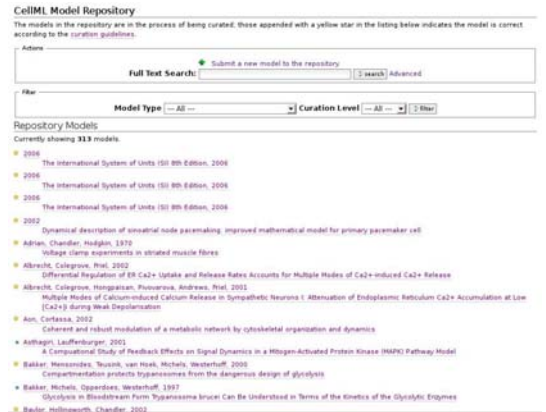 CellML Model Repository
The models in the repository are in the process of being curated; those appended with a yellow star in the listing below indicates the model is correct
according to the curation guidelines.
Actions
Submit a new model to the repository
Full Text Search: search Advanced
Filter
Model Type — All — Curation Level — All — filter
Repository Models
Currently showing 313 models.
2006
The International System of Units (SI) 8th Edition, 2006
2006
The International System of Units (SI) 8th Edition, 2006
2006
The International System of Units (SI) 8th Edition, 2006
2002
Dynamical description of sinoatrial node pacemaking: improved mathematical model for primary pacemaker cell
Adrian, Chandler, Hodgkin, 1970
Voltage clamp experiments in striated muscle fibres
Albrecht, Colegrove, Friel, 2002
Differential Regulation of ER Ca2+ Uptake and Release Rates Accounts for Multiple Modes of Ca2+-induced Ca2+ Release
Albrecht, Colegrove, Hongpaisan, Pivovarova, Andrews, Friel, 2001
Multiple Modes of Calcium-induced Calcium Release in Sympathetic Neurons I: Attenuation of Endoplasmic Reticulum Ca2+ Accumulation at Low
[Ca2+]i during Weak Depolarisation
Aon, Cortassa, 2002
Coherent and robust modulation of a metabolic network by cytoskeletal organization and dynamics
Asthagiri, Lauffenburger, 2001
A Compuational Study of Feedback Effects on Signal Dynamics in a Mitogen-Activated Protein Kinase (MAPK) Pathway Model
Bakker, Mensonides, Teusink, van Hoek, Michels, Westerhoff, 2000
Compartmentation protects trypanosomes from the dangerous design of glycolysis
Bakker, Michels, Opperdoes, Westerhoff, 1997
Glycolysis in Bloodstream Form Trypanosoma brucei Can Be Understood in Terms of the Kinetics of the Glycolytic Enzymes
Baylor, Hollingworth, Chandler, 2002